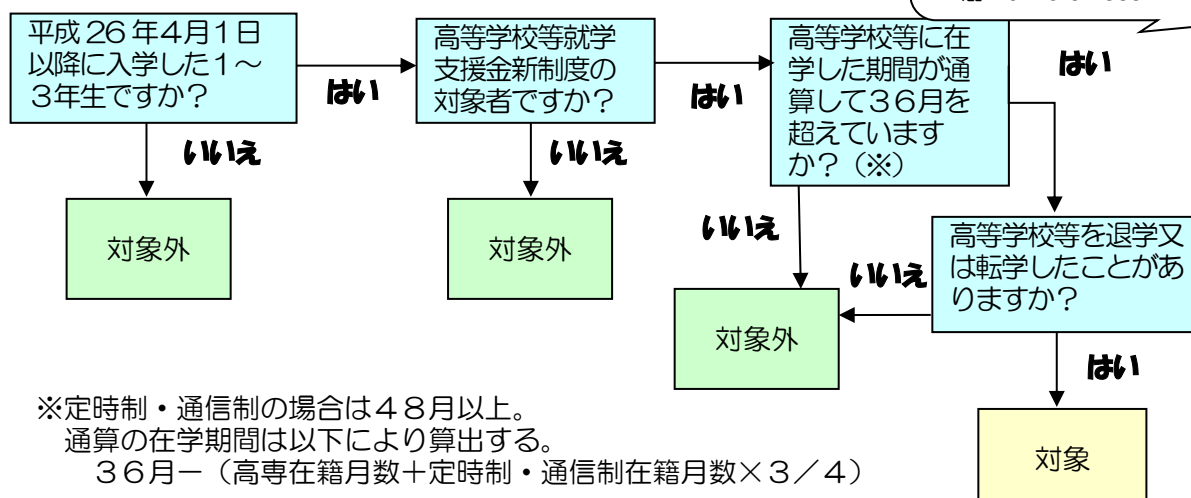 平成26年4月1日
以降に入学した1～
3年生ですか？
はい
いいえ
対象外
高等学校等就学
支援金新制度の
対象者ですか？
はい
いいえ
対象外
高等学校等に在
学した期間が通
算して36月を
超えています
か？（※）
はい
いいえ
対象外
高等学校等を退学又
は転学したことがあ
りますか？
いいえ
はい
対象
※定時制・通信制の場合は48月以上。
通算の在学期間は以下により算出する。
36月－（高専在籍月数＋定時制・通信制在籍月数×3／4）